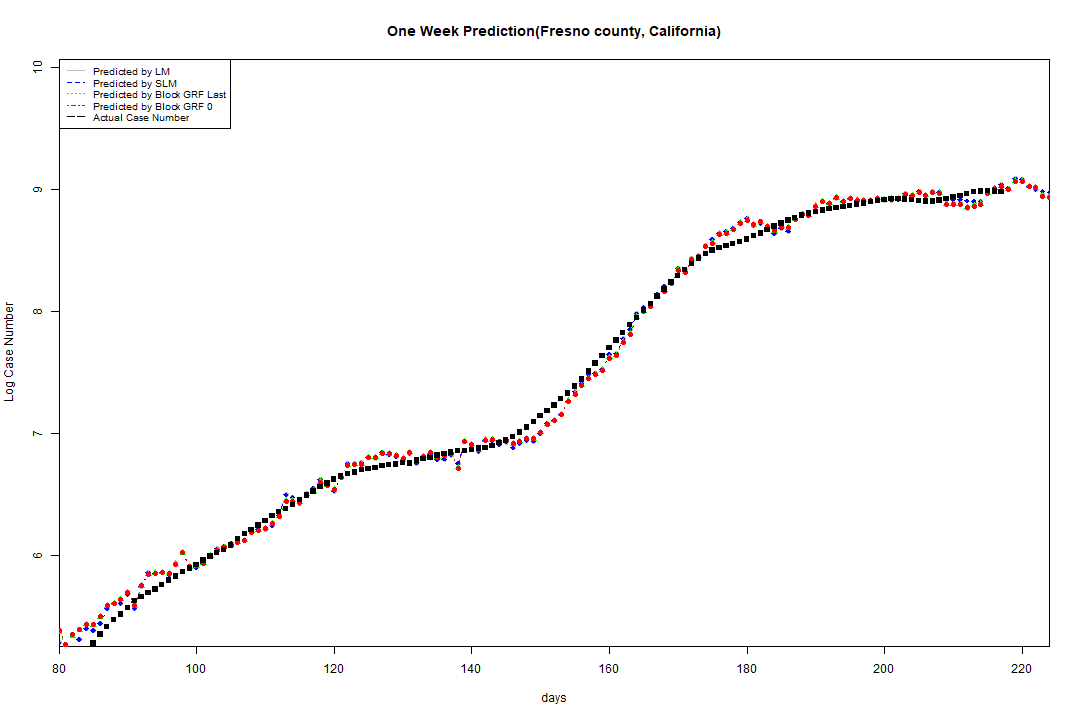 One Week Prediction(Fresno county, California)
Predicted by LM
Predicted by SLM
Predicted by Block GRF Last
Predicted by Block GRF 0
Actual Case Number
10
9
8
7
6
Log Case Number
80 100 120 140 160 180 200 220
days